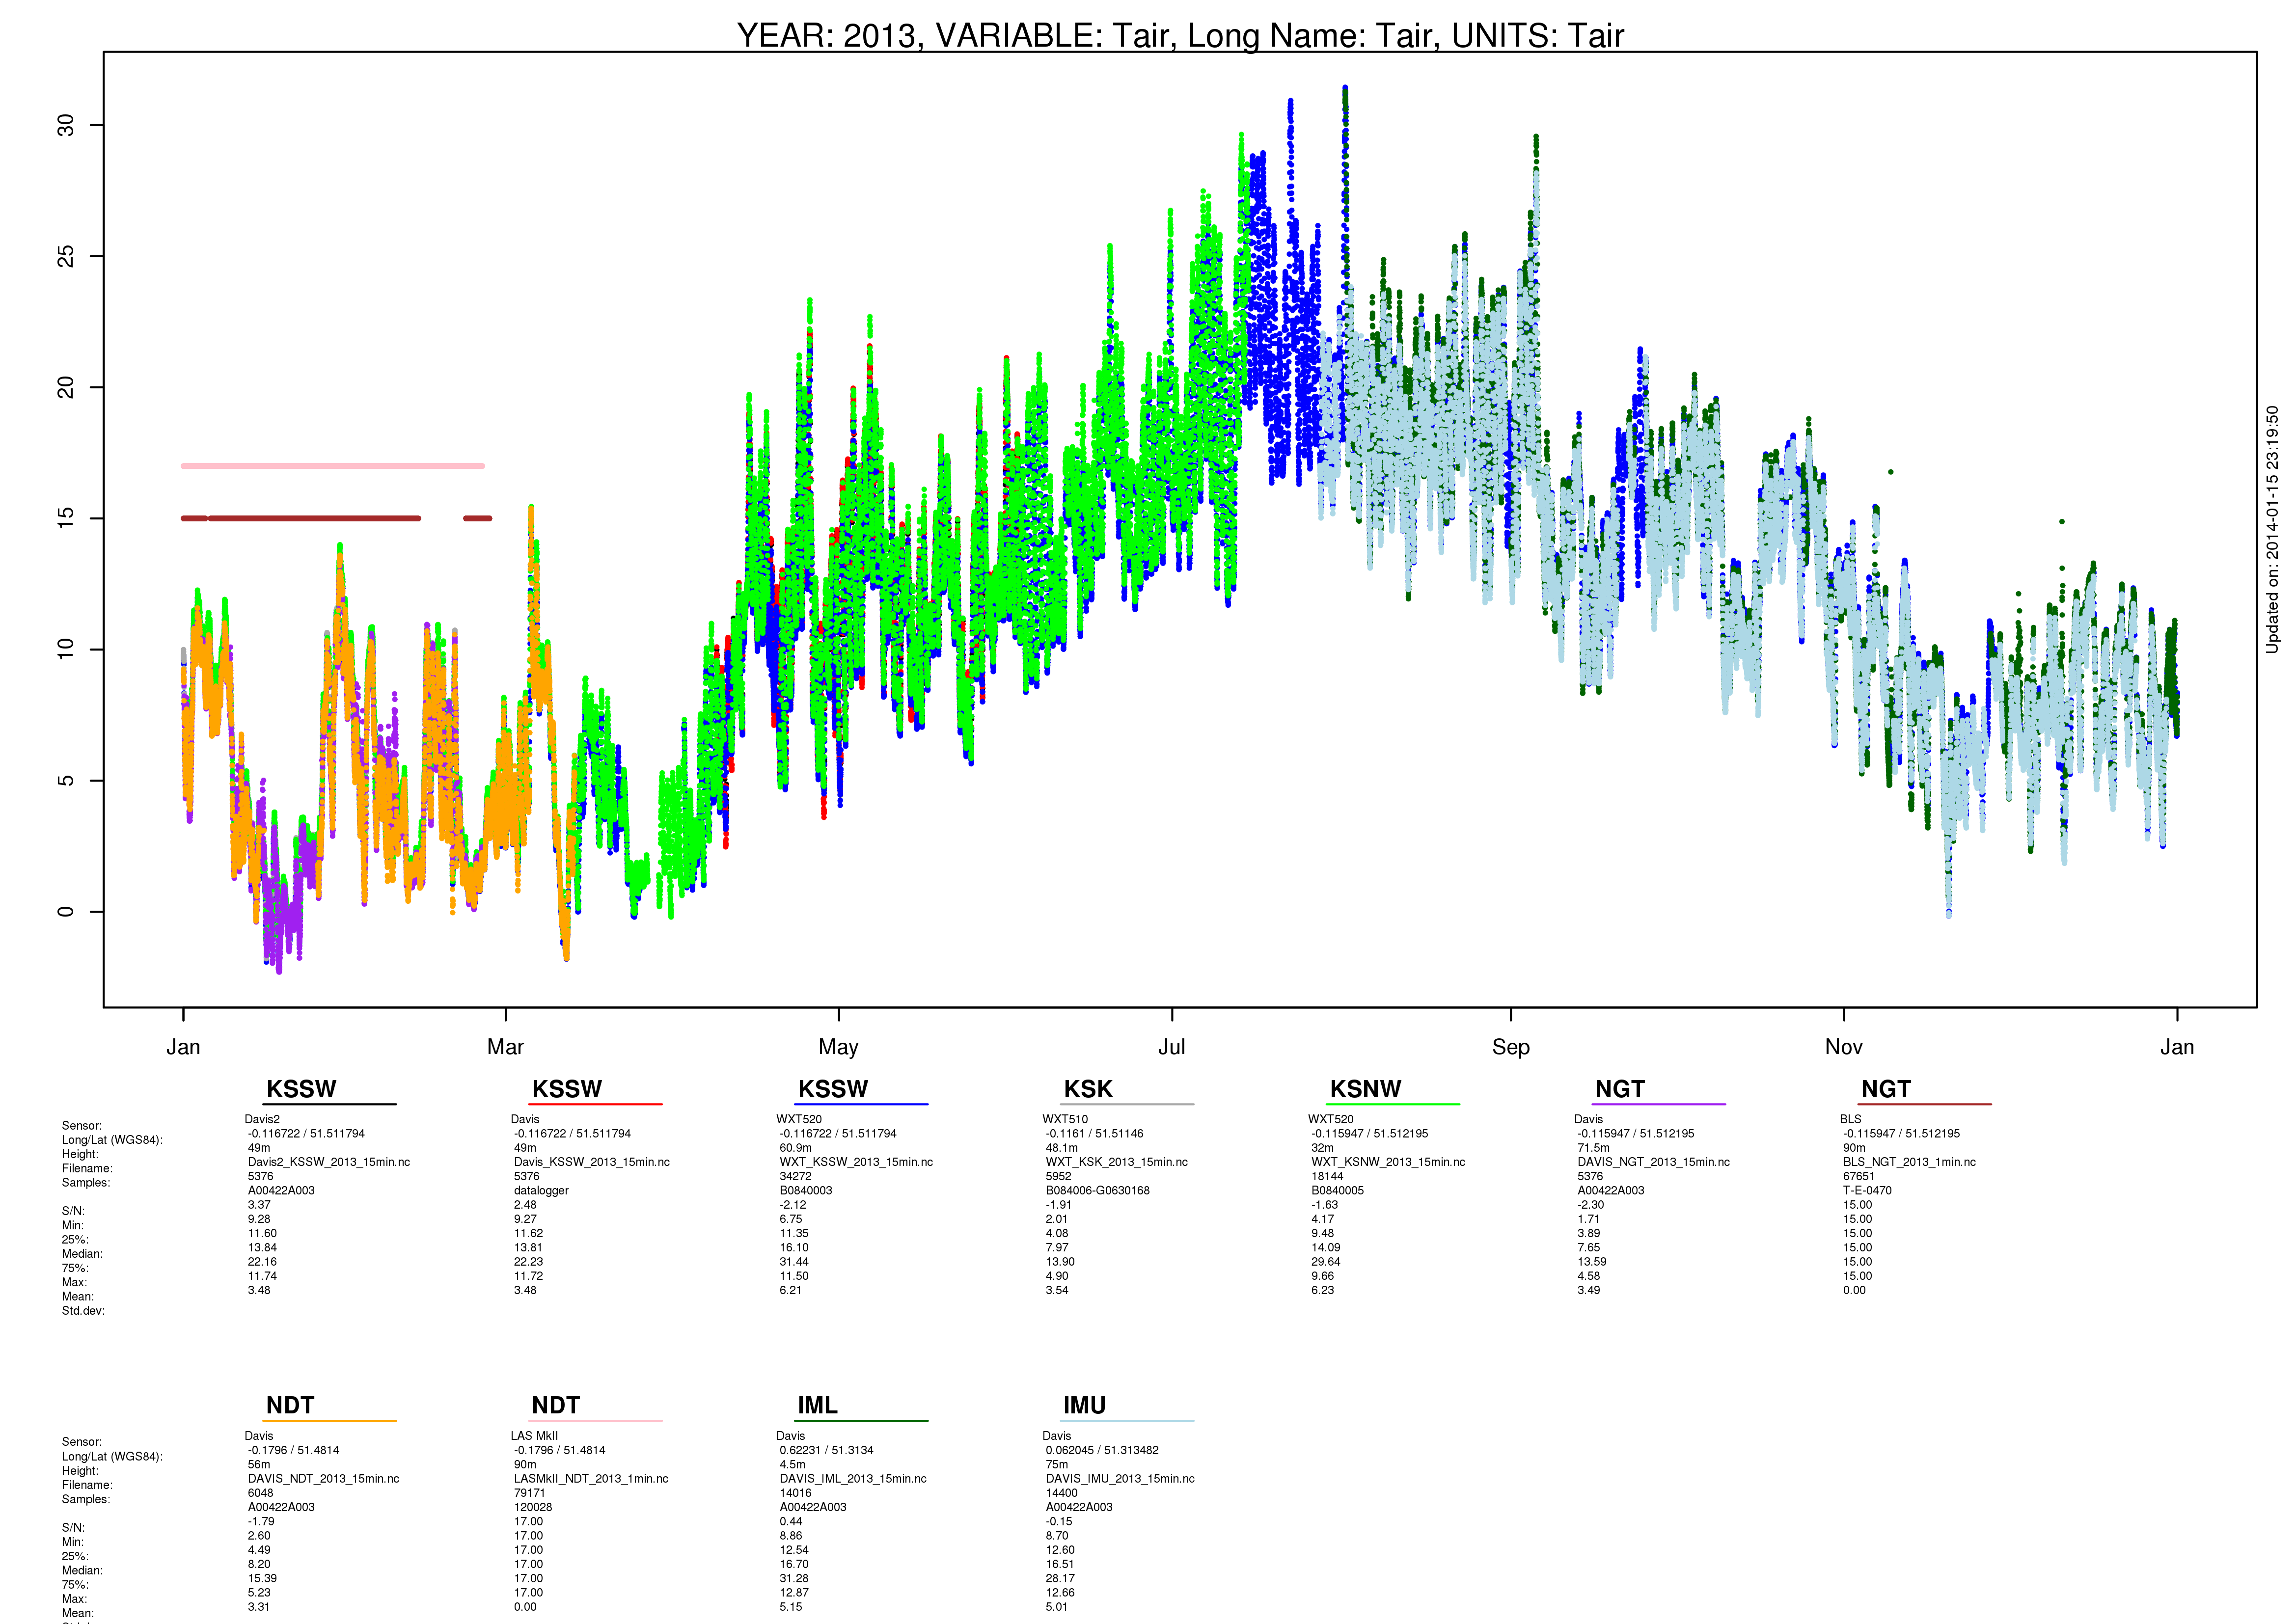 YEAR: 2013, VARIABLE: Tair, Long Name: Tair, UNITS: Tair
30
25
20
15
10
5
0
Jan Mar May Jul Sep Nov Jan
Updated on: 2014-01-15 23:19:50
KSSW KSSW KSSW KSK KSNW NGT NGT
Sensor: Davis2 Davis WXT520 WXT510 WXT520 Davis BLS
Long/Lat (WGS84): -0.116722 / 51.511794 -0.116722 / 51.511794 -0.116722 / 51.511794 -0.1161 / 51.51146 -0.115947 / 51.512195 -0.115947 / 51.512195 -0.115947 / 51.512195
Height: 49m 49m 60.9m 48.1m 32m 71.5m 90m
Filename: Davis2_KSSW_2013_15min.nc Davis_KSSW_2013_15min.nc WXT_KSSW_2013_15min.nc WXT_KSK_2013_15min.nc WXT_KSNW_2013_15min.nc DAVIS_NGT_2013_15min.nc BLS_NGT_2013_1min.nc
Samples: 5376 5376 34272 5952 18144 5376 67651
A00422A003 datalogger B0840003 B084006-G0630168 B0840005 A00422A003 T-E-0470
S/N: 3.37 2.48 -2.12 -1.91 -1.63 -2.30 15.00
Min: 9.28 9.27 6.75 2.01 4.17 1.71 15.00
25%: 11.60 11.62 11.35 4.08 9.48 3.89 15.00
Median: 13.84 13.81 16.10 7.97 14.09 7.65 15.00
75%: 22.16 22.23 31.44 13.90 29.64 13.59 15.00
Max: 11.74 11.72 11.50 4.90 9.66 4.58 15.00
Mean: 3.48 3.48 6.21 3.54 6.23 3.49 0.00
Std.dev:
NDT NDT IML IMU
Sensor: Davis LAS MkII Davis Davis
Long/Lat (WGS84): -0.1796 / 51.4814 -0.1796 / 51.4814 0.62231 / 51.3134 0.062045 / 51.313482
Height: 56m 90m 4.5m 75m
Filename: DAVIS_NDT_2013_15min.nc LASMkII_NDT_2013_1min.nc DAVIS_IML_2013_15min.nc DAVIS_IMU_2013_15min.nc
Samples: 6048 79171 14016 14400
A00422A003 120028 A00422A003 A00422A003
S/N: -1.79 17.00 0.44 -0.15
Min: 2.60 17.00 8.86 8.70
25%: 4.49 17.00 12.54 12.60
Median: 8.20 17.00 16.70 16.51
75%: 15.39 17.00 31.28 28.17
Max: 5.23 17.00 12.87 12.66
Mean: 3.31 0.00 5.15 5.01